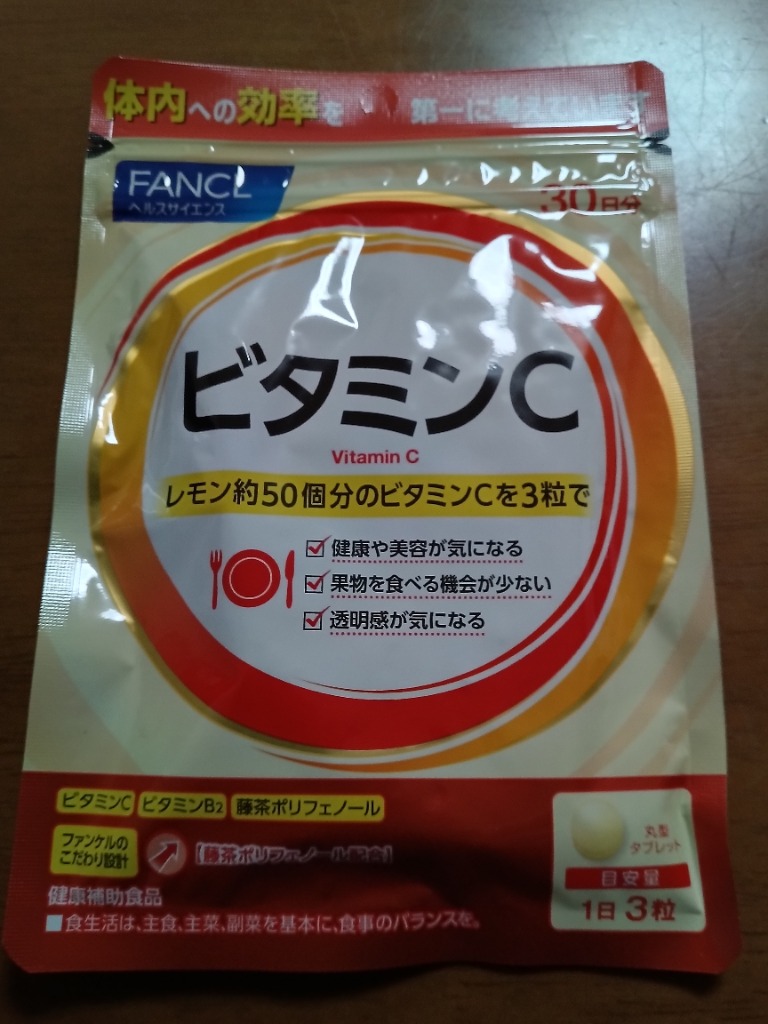 体内への効率を 第一に考えています
FANCL
ヘルスサイエンス
30日分
ビタミンC
Vitamin C
レモン約50個分のビタミンCを3粒で
健康や美容が気になる
果物を食べる機会が少ない
透明感が気になる
ビタミンC ビタミンB2 藤茶ポリフェノール
ファンケルの
こだわり設計
【藤茶ポリフェノール配合】
丸型
タブレット
目安量
1日 3粒
健康補助食品
■食生活は、主食、主菜、副菜を基本に、食事のバランスを。